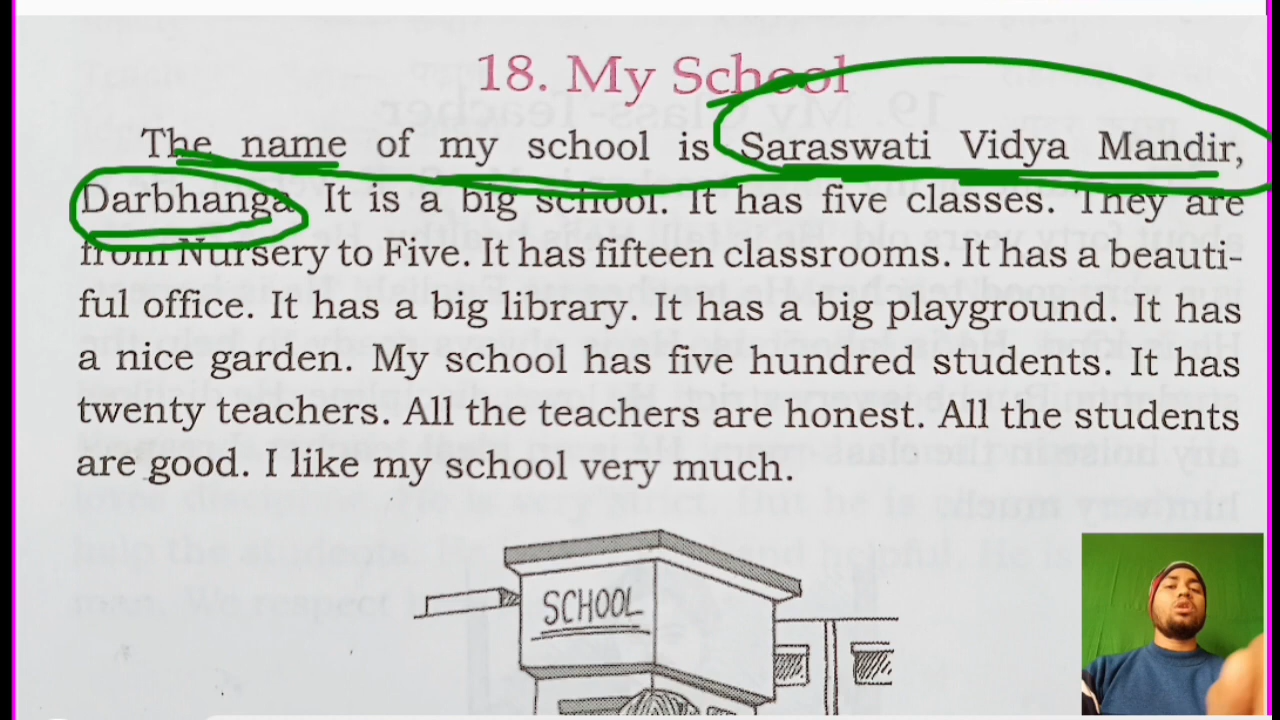 18. My School
The name of my school is Saraswati Vidya Mandir,
Darbhanga. It is a big school. It has five classes. They are
from Nursery to Five. It has fifteen classrooms. It has a beauti-
ful office. It has a big library. It has a big playground. It has
a nice garden. My school has five hundred students. It has
twenty teachers. All the teachers are honest. All the students
are good. I like my school very much.
SCHOOL